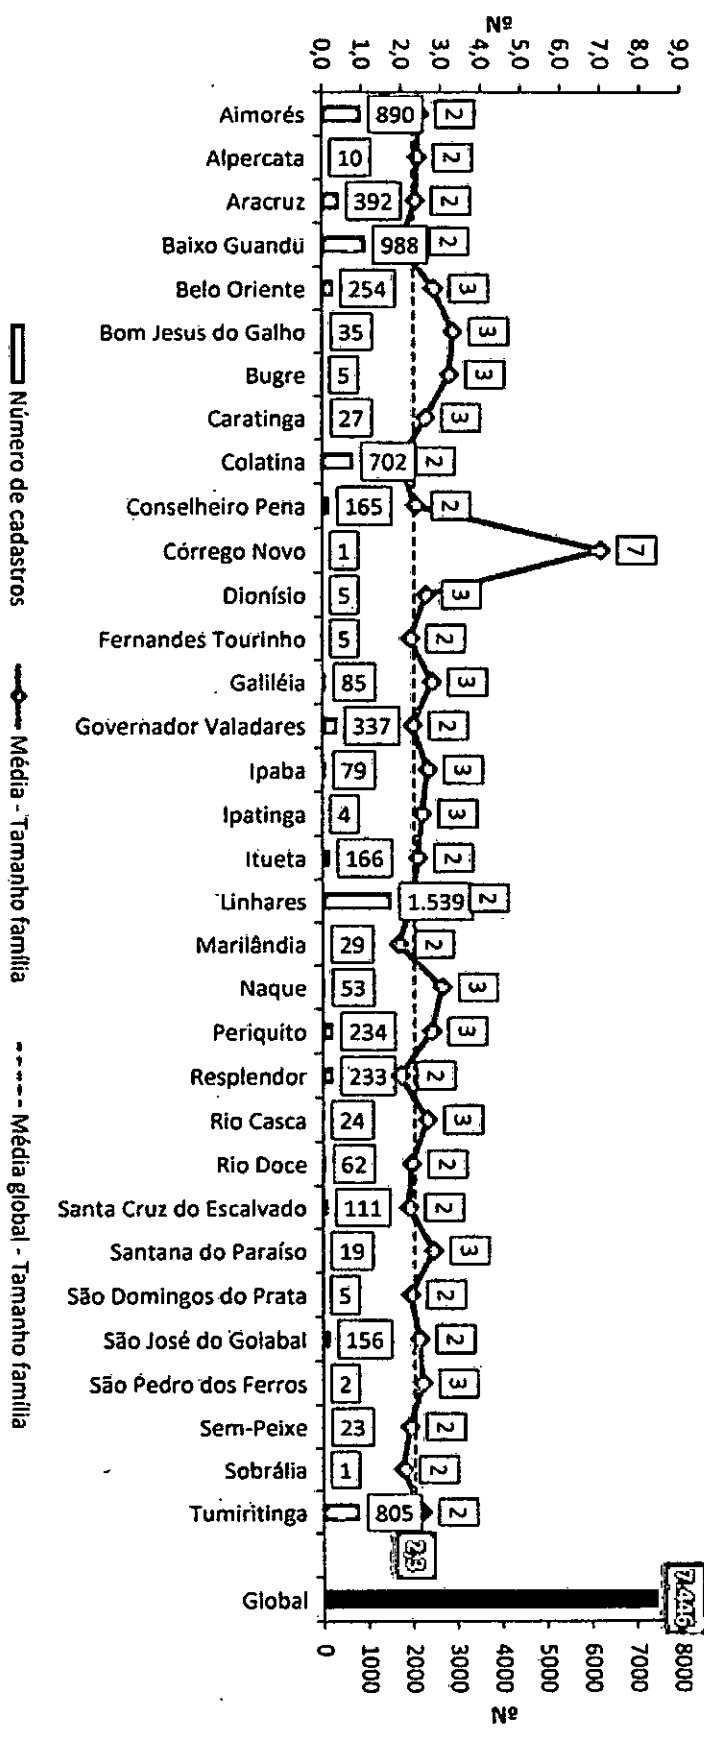 Nº
0,0 1,0 2,0 3,0 4,0 5,0 6,0 7,0 8,0 9,0
Aimorés 890 2
Alpercata 10 2
Aracruz 392 2
Baixo Guandu 988 2
Belo Oriente 254 3
Bom Jesus do Galho 35 3
Bugre 5 3
Caratinga 27 3
Colatina 702 2
Conselheiro Pena 165 2
Córrego Novo 1 7
Dionísio 5 3
Fernandes Tourinho 5 2
Galiléia 85 3
Governador Valadares 337 2
Ipaba 79 3
Ipatinga 4 3
Itueta 166 2
Linhares 1.539 2
Marilândia 29 2
Naque 53 3
Periquito 234 3
Resplendor 233 2
Rio Casca 24 3
Rio Doce 62 2
Santa Cruz do Escalvado 111 2
Santana do Paraíso 19 3
São Domingos do Prata 5 2
São José do Goiabal 156 2
São Pedro dos Ferros 2 3
Sem-Peixe 23 2
Sobrália 1 2
Tumiritinga 805 2
2,3
Global 7.446
0 1000 2000 3000 4000 5000 6000 7000 8000
Nº
Número de cadastros
Média - Tamanho família
Média global - Tamanho família